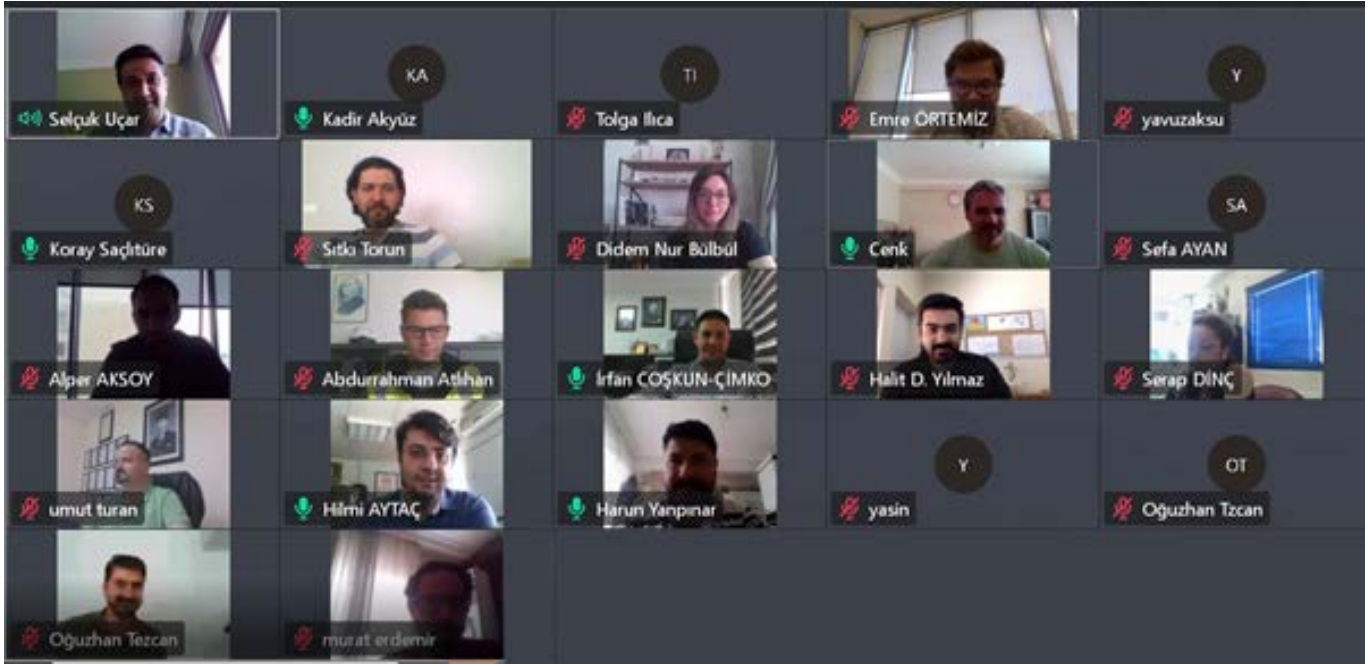 Selçuk Uçar
KA
Kadir Akyüz
TI
Tolga Ilıca
Emre ÖRTEMİZ
Y
yavuzaksu
KS
Koray Saçlıtüre
Sıtkı Torun
Didem Nur Bülbül
Cenk
SA
Sefa AYAN
Alper AKSOY
Abdurrahman Atlıhan
İrfan COŞKUN-ÇİMKO
Halit D. Yılmaz
Serap DİNÇ
umut turan
Hilmi AYTAÇ
Harun Yanpınar
Y
yasin
OT
Oğuzhan Tzcan
Oğuzhan Tezcan
murat erdemir